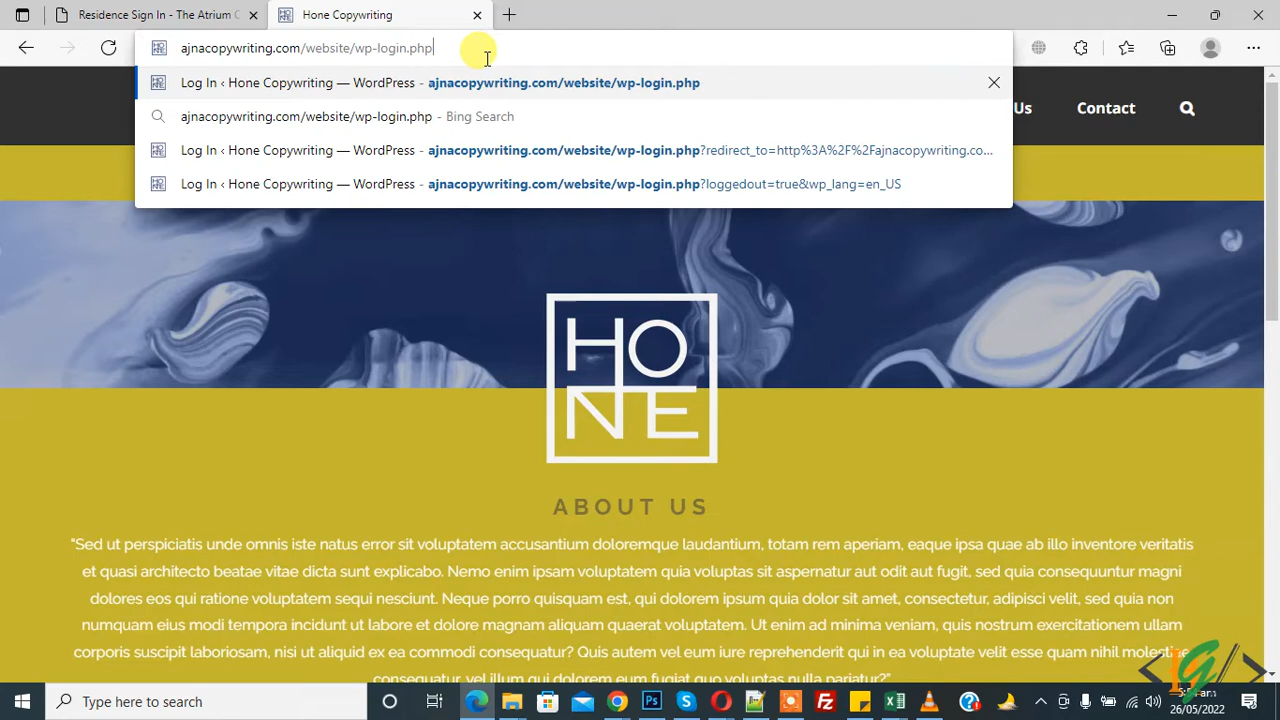 Residence Sign In - The Atrium C
Hone Copywriting
ajnacopywriting.com/website/wp-login.php
Log In ‹ Hone Copywriting — WordPress - ajnacopywriting.com/website/wp-login.php
ajnacopywriting.com/website/wp-login.php - Bing Search
Log In ‹ Hone Copywriting — WordPress - ajnacopywriting.com/website/wp-login.php?redirect_to=http%3A%2F%2Fajnacopywriting.co...
Log In ‹ Hone Copywriting — WordPress - ajnacopywriting.com/website/wp-login.php?loggedout=true&wp_lang=en_US
Us
Contact
HO
NE
ABOUT US
"Sed ut perspiciatis unde omnis iste natus error sit voluptatem accusantium doloremque laudantium, totam rem aperiam, eaque ipsa quae ab illo inventore veritatis
et quasi architecto beatae vitae dicta sunt explicabo. Nemo enim ipsam voluptatem quia voluptas sit aspernatur aut odit aut fugit, sed quia consequuntur magni
dolores eos qui ratione voluptatem sequi nesciunt. Neque porro quisquam est, qui dolorem ipsum quia dolor sit amet, consectetur, adipisci velit, sed quia non
numquam eius modi tempora incidunt ut labore et dolore magnam aliquam quaerat voluptatem. Ut enim ad minima veniam, quis nostrum exercitationem ullam
corporis suscipit laboriosam, nisi ut aliquid ex ea commodi consequatur? Quis autem vel eum iure reprehenderit qui in ea voluptate velit esse quam nihil molestiae
consequatur, vel illum qui dolorem eum fugiat quo voluptas nulla pariatur?"
Type here to search
26/05/2022